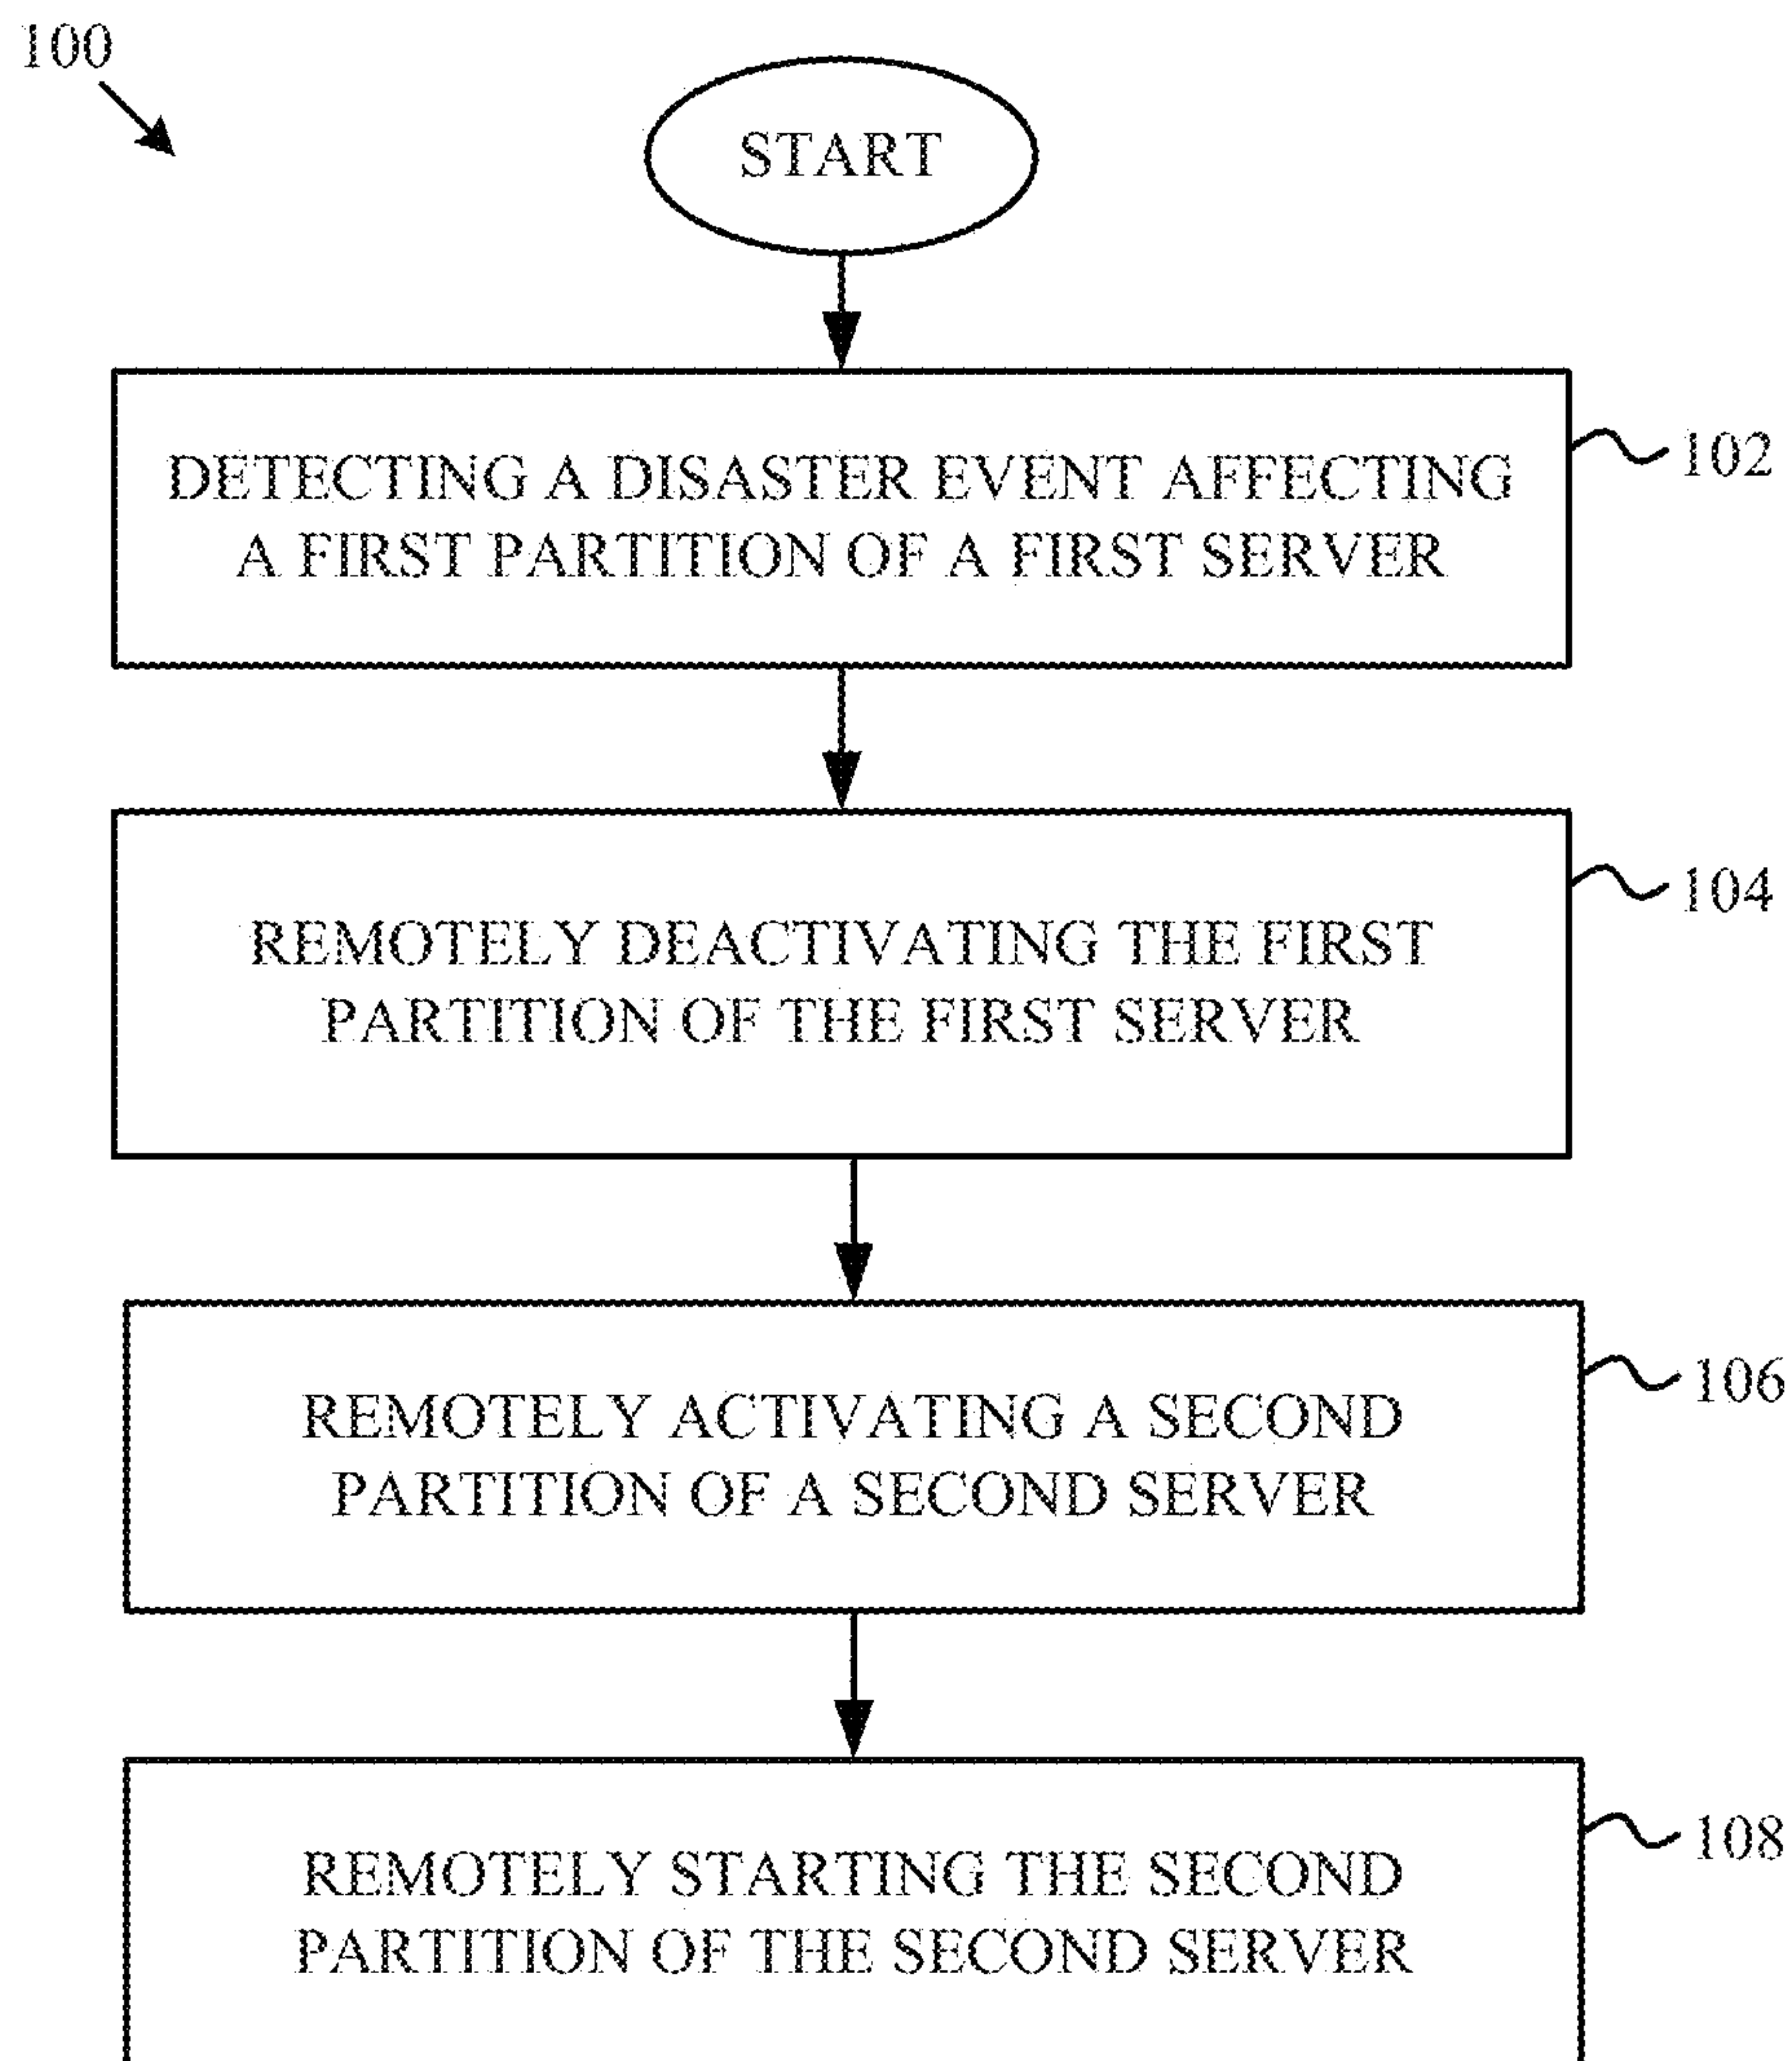 100
START
DETECTING A DISASTER EVENT AFFECTING
A FIRST PARTITION OF A FIRST SERVER
102
REMOTELY DEACTIVATING THE FIRST
PARTITION OF THE FIRST SERVER
104
REMOTELY ACTIVATING A SECOND
PARTITION OF A SECOND SERVER
106
REMOTELY STARTING THE SECOND
PARTITION OF THE SECOND SERVER
108